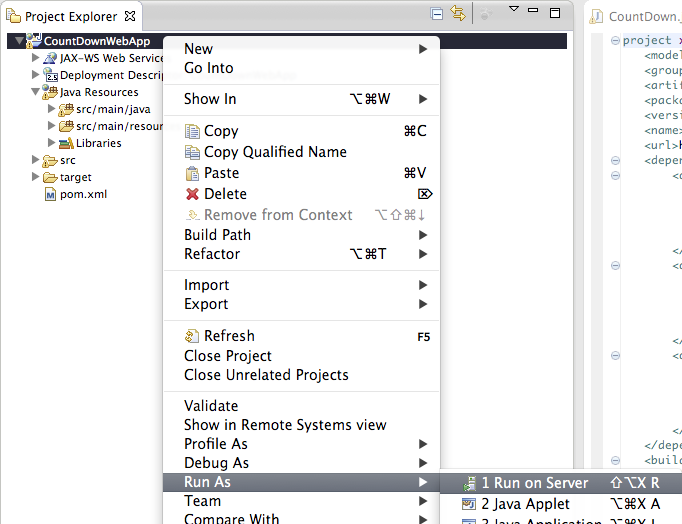 Project Explorer
CountDownWebApp
JAX-WS Web Service
Deployment Descrip
Java Resources
src/main/java
src/main/resou
Libraries
src
target
pom.xml
New
Go Into
Show In ⌥⌘W
Copy ⌘C
Copy Qualified Name
Paste ⌘V
Delete ⌦
Remove from Context ⌥⇧⌘↓
Build Path
Refactor ⌥⌘T
Import
Export
Refresh F5
Close Project
Close Unrelated Projects
Validate
Show in Remote Systems view
Profile As
Debug As
Run As
Team
Compare With
1 Run on Server ⇧⌥X R
2 Java Applet ⌥⌘X A
3 Java Application ⌥⌘X J
CountDown.j
project x
<model
<group
<artif
<packa
<versi
<name>
<url>h
<depen
<d
</
<d
</
<d
</
</depe
<build